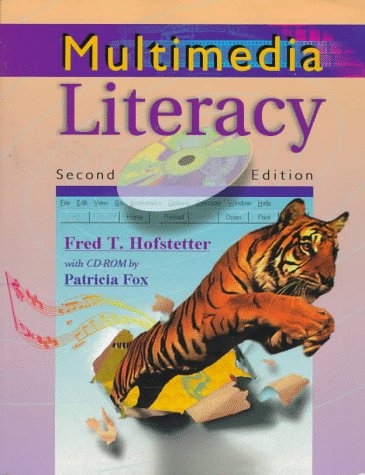 Multimedia
Literacy
Second Edition
File Edit View Go Bookmarks Options Directory Window Help
Home Reload Open Print
Fred T. Hofstetter
with CD-ROM by
Patricia Fox